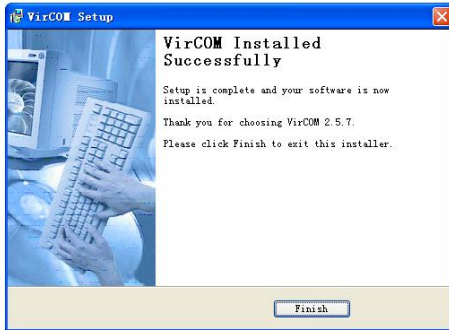 VirCOM Setup
VirCOM Installed
Successfully
Setup is complete and your software is now
installed.
Thank you for choosing VirCOM 2.5.7.
Please click Finish to exit this installer.
Finish